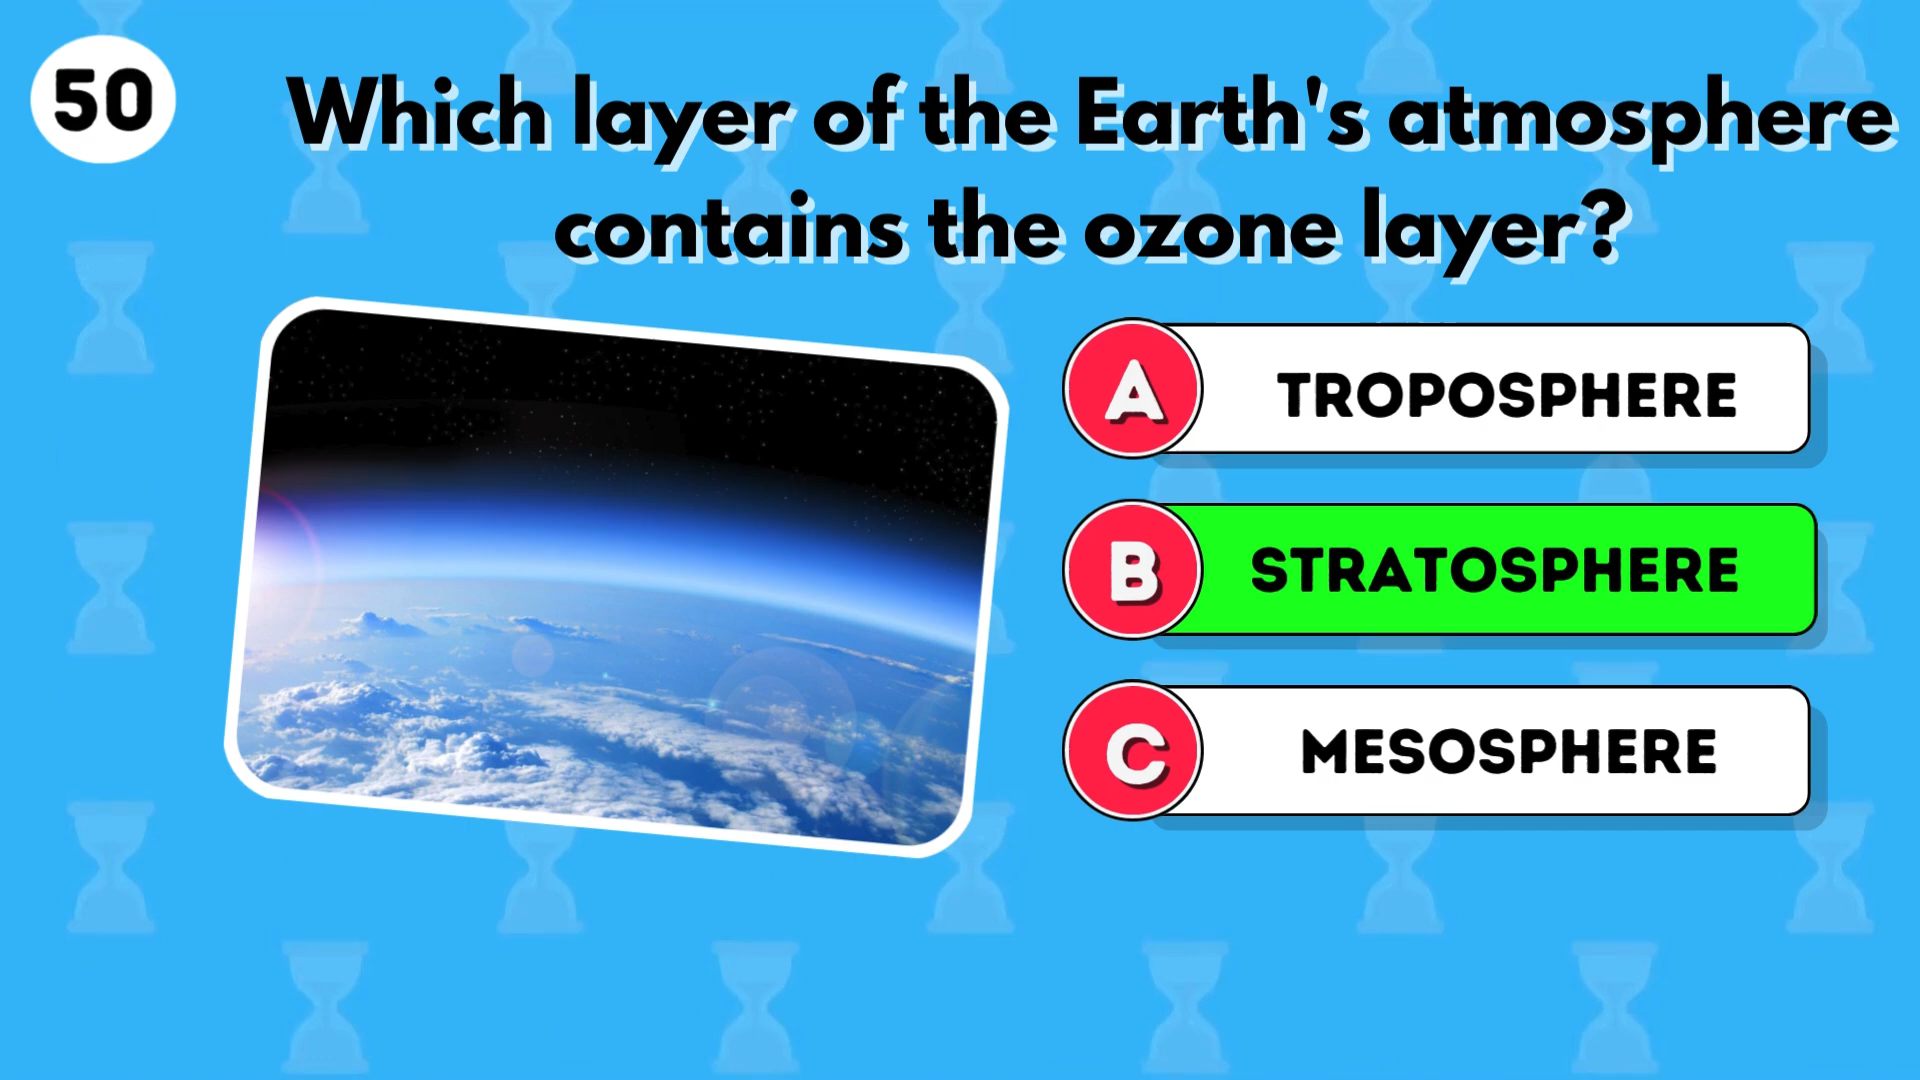 50
Which layer of the Earth's atmosphere
contains the ozone layer?
A TROPOSPHERE
B STRATOSPHERE
C MESOSPHERE